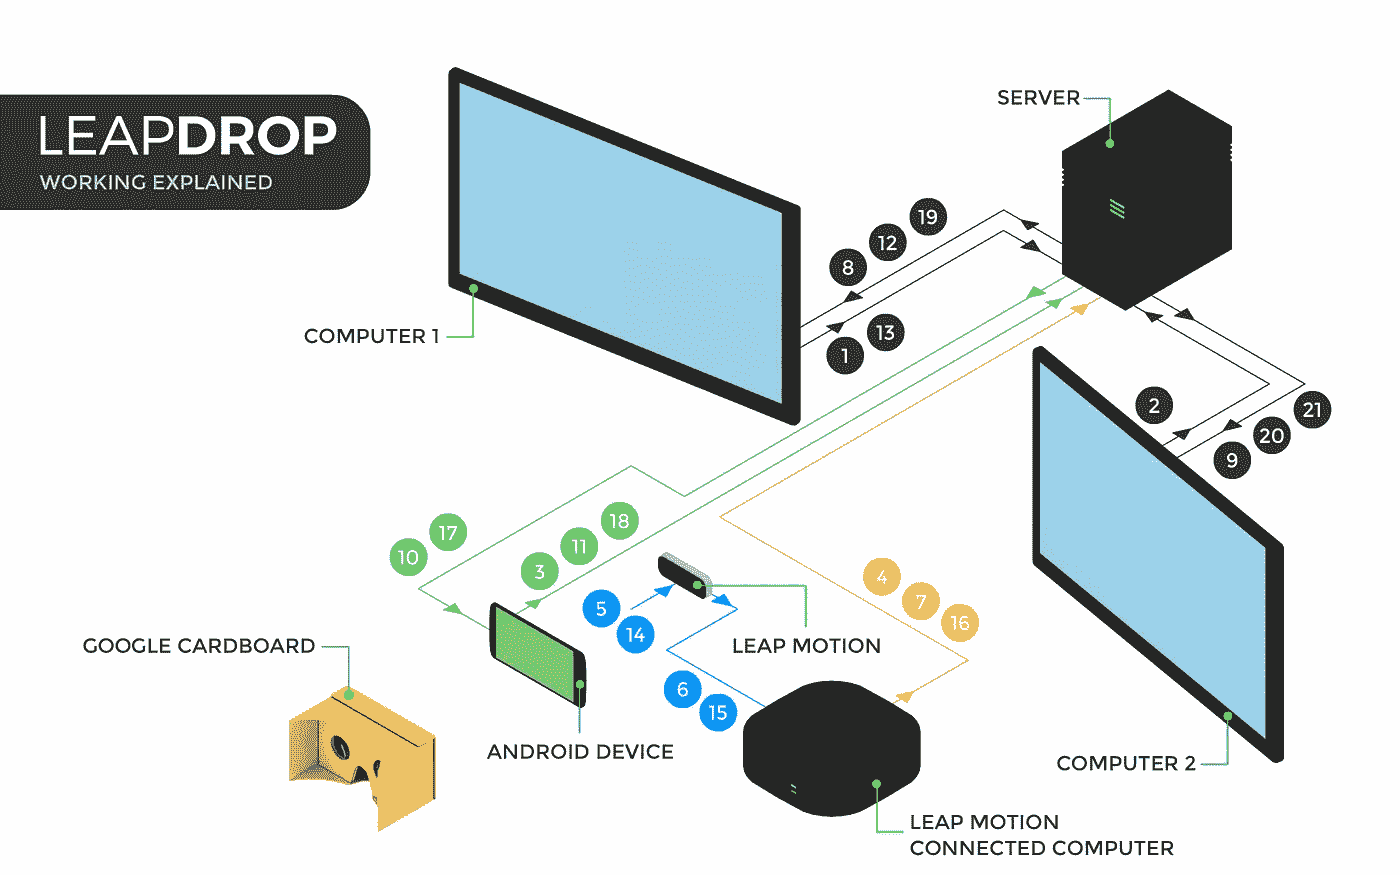 LEAPDROP
WORKING EXPLAINED
SERVER
COMPUTER 1
8 12 19
1 13
2
9 20 21
10 17
3 11 18
5 14
4 7 16
6 15
LEAP MOTION
GOOGLE CARDBOARD
ANDROID DEVICE
COMPUTER 2
LEAP MOTION
CONNECTED COMPUTER